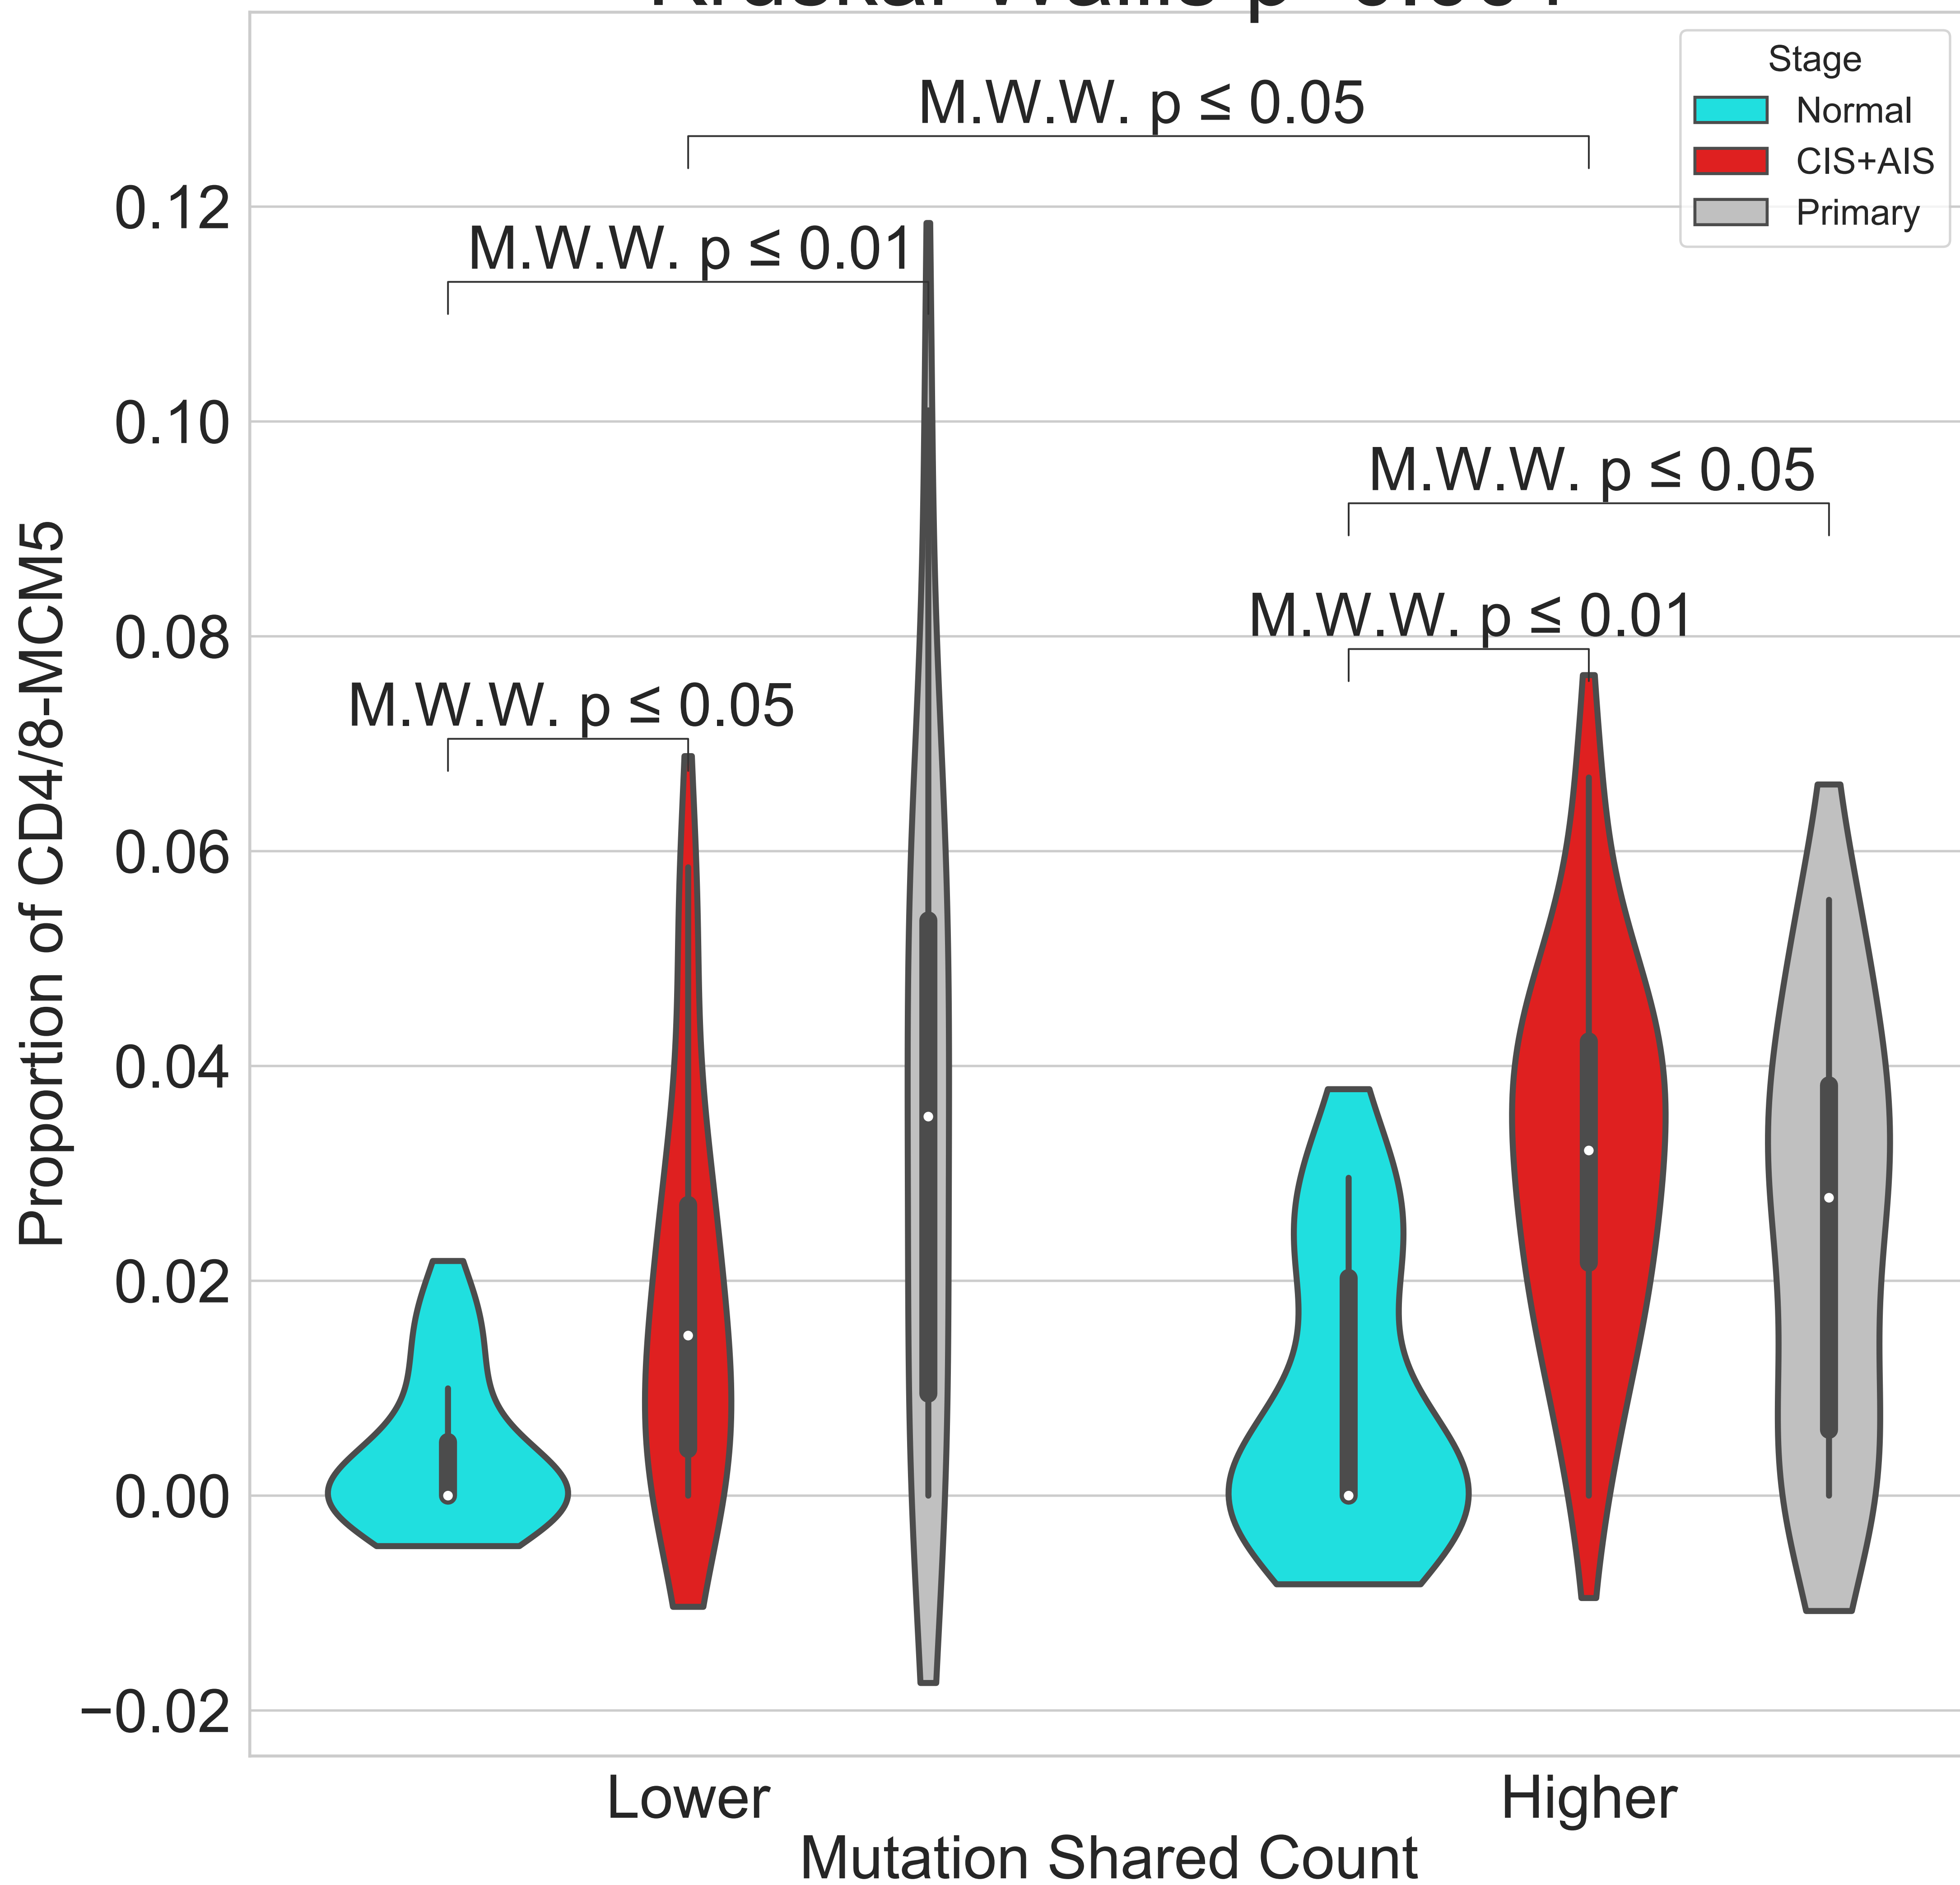 Stage
Normal
CIS+AIS
Primary
M.W.W. p ≤ 0.05
M.W.W. p ≤ 0.01
M.W.W. p ≤ 0.05
M.W.W. p ≤ 0.01
M.W.W. p ≤ 0.05
0.12
0.10
0.08
0.06
0.04
0.02
0.00
−0.02
Proportion of CD4/8-MCM5
Lower
Higher
Mutation Shared Count